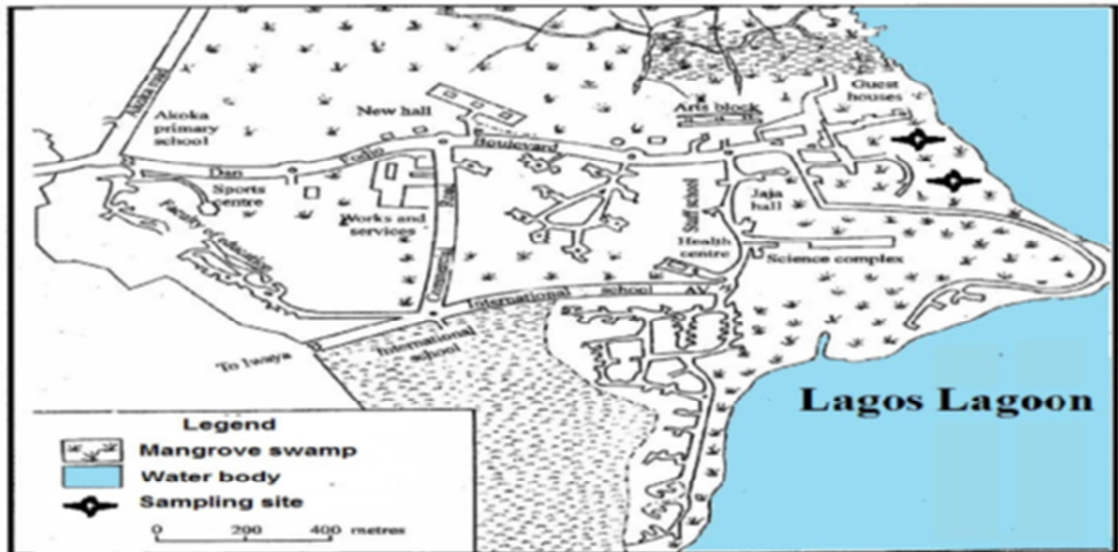 Akoka road
Akoka
primary
school
New hall
Arts block
Guest
houses
Dan
Fodio
Boulevard
Sports
centre
Works and
services
Faculty of education
Commercial
Road
Staff school
Jaja
hall
Health
centre
Science complex
International school AV
International
school
To Iwaya
Lagos Lagoon
Legend
Mangrove swamp
Water body
Sampling site
0 200 400 metres